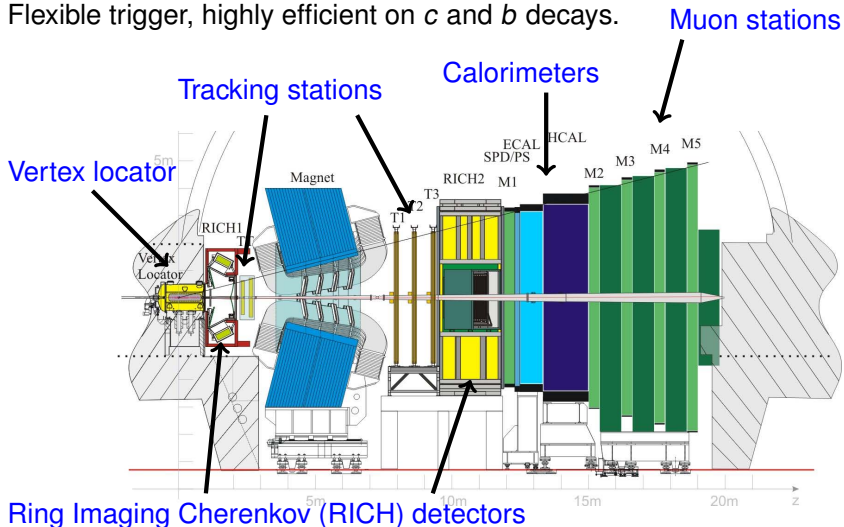 Flexible trigger, highly efficient on c and b decays.
Muon stations
Calorimeters
Tracking stations
Vertex locator
5m
ECAL HCAL
SPD/PS
M1
M2
M3
M4
M5
Magnet
RICH2
T1
T2
T3
RICH1
Vertex
Locator
5m
10m
15m
20m
z
Ring Imaging Cherenkov (RICH) detectors